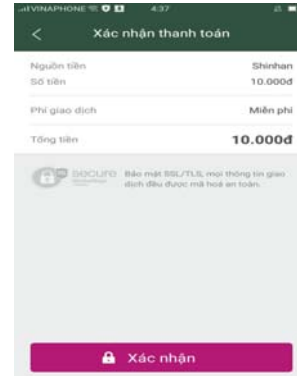 VINAPHONE 4:37
Xác nhận thanh toán
Nguồn tiền Shinhan
Số tiền 10.000đ
Phí giao dịch Miễn phí
Tổng tiền 10.000đ
secure Bảo mật SSL/TLS, mọi thông tin giao
dịch đều được mã hoá an toàn.
Xác nhận